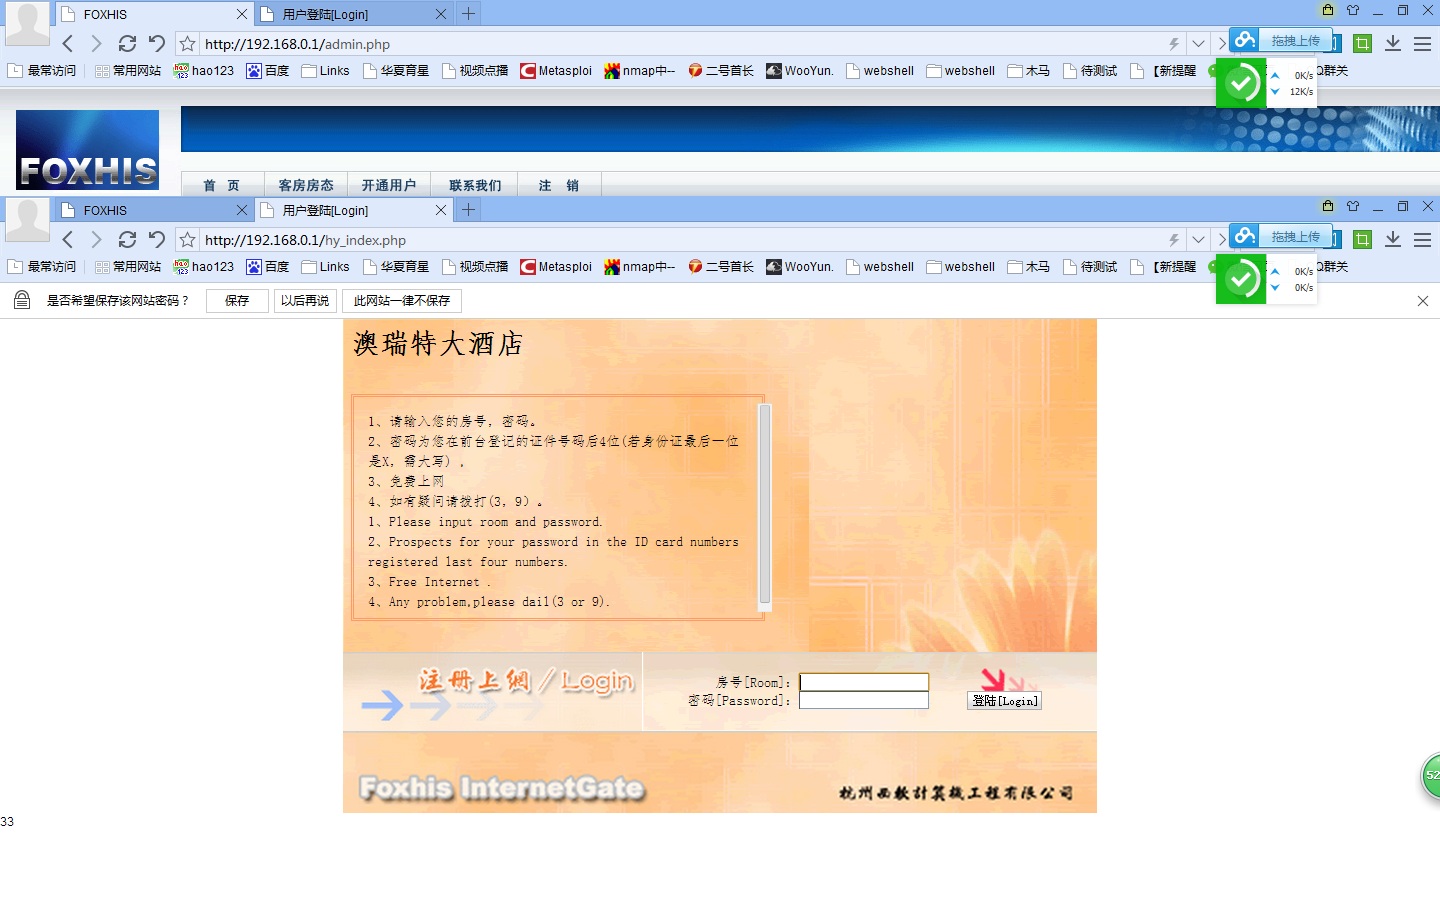 FOXHIS
用户登陆[Login]
http://192.168.0.1/admin.php
拖拽上传
最常访问 常用网站 hao123 百度 Links 华夏育星 视频点播 Metasploi nmap中-- 二号首长 WooYun. webshell webshell 木马 待测试 【新提醒 Q群关
0K/s
12K/s
FOXHIS
首 页 客房房态 开通用户 联系我们 注 销
FOXHIS
用户登陆[Login]
http://192.168.0.1/hy_index.php
拖拽上传
最常访问 常用网站 hao123 百度 Links 华夏育星 视频点播 Metasploi nmap中-- 二号首长 WooYun. webshell webshell 木马 待测试 【新提醒 Q群关
0K/s
0K/s
是否希望保存该网站密码？ 保存 以后再说 此网站一律不保存
澳瑞特大酒店
1、请输入您的房号，密码。
2、密码为您在前台登记的证件号码后4位(若身份证最后一位
是X，需大写) 。
3、免费上网
4、如有疑问请拨打(3，9) 。
1、Please input room and password.
2、Prospects for your password in the ID card numbers
registered last four numbers.
3、Free Internet .
4、Any problem,please dail(3 or 9).
注册上網/Login
房号[Room]:
密码[Password]:
登陆[Login]
Foxhis InternetGate
杭州西软计算机工程有限公司
52
33